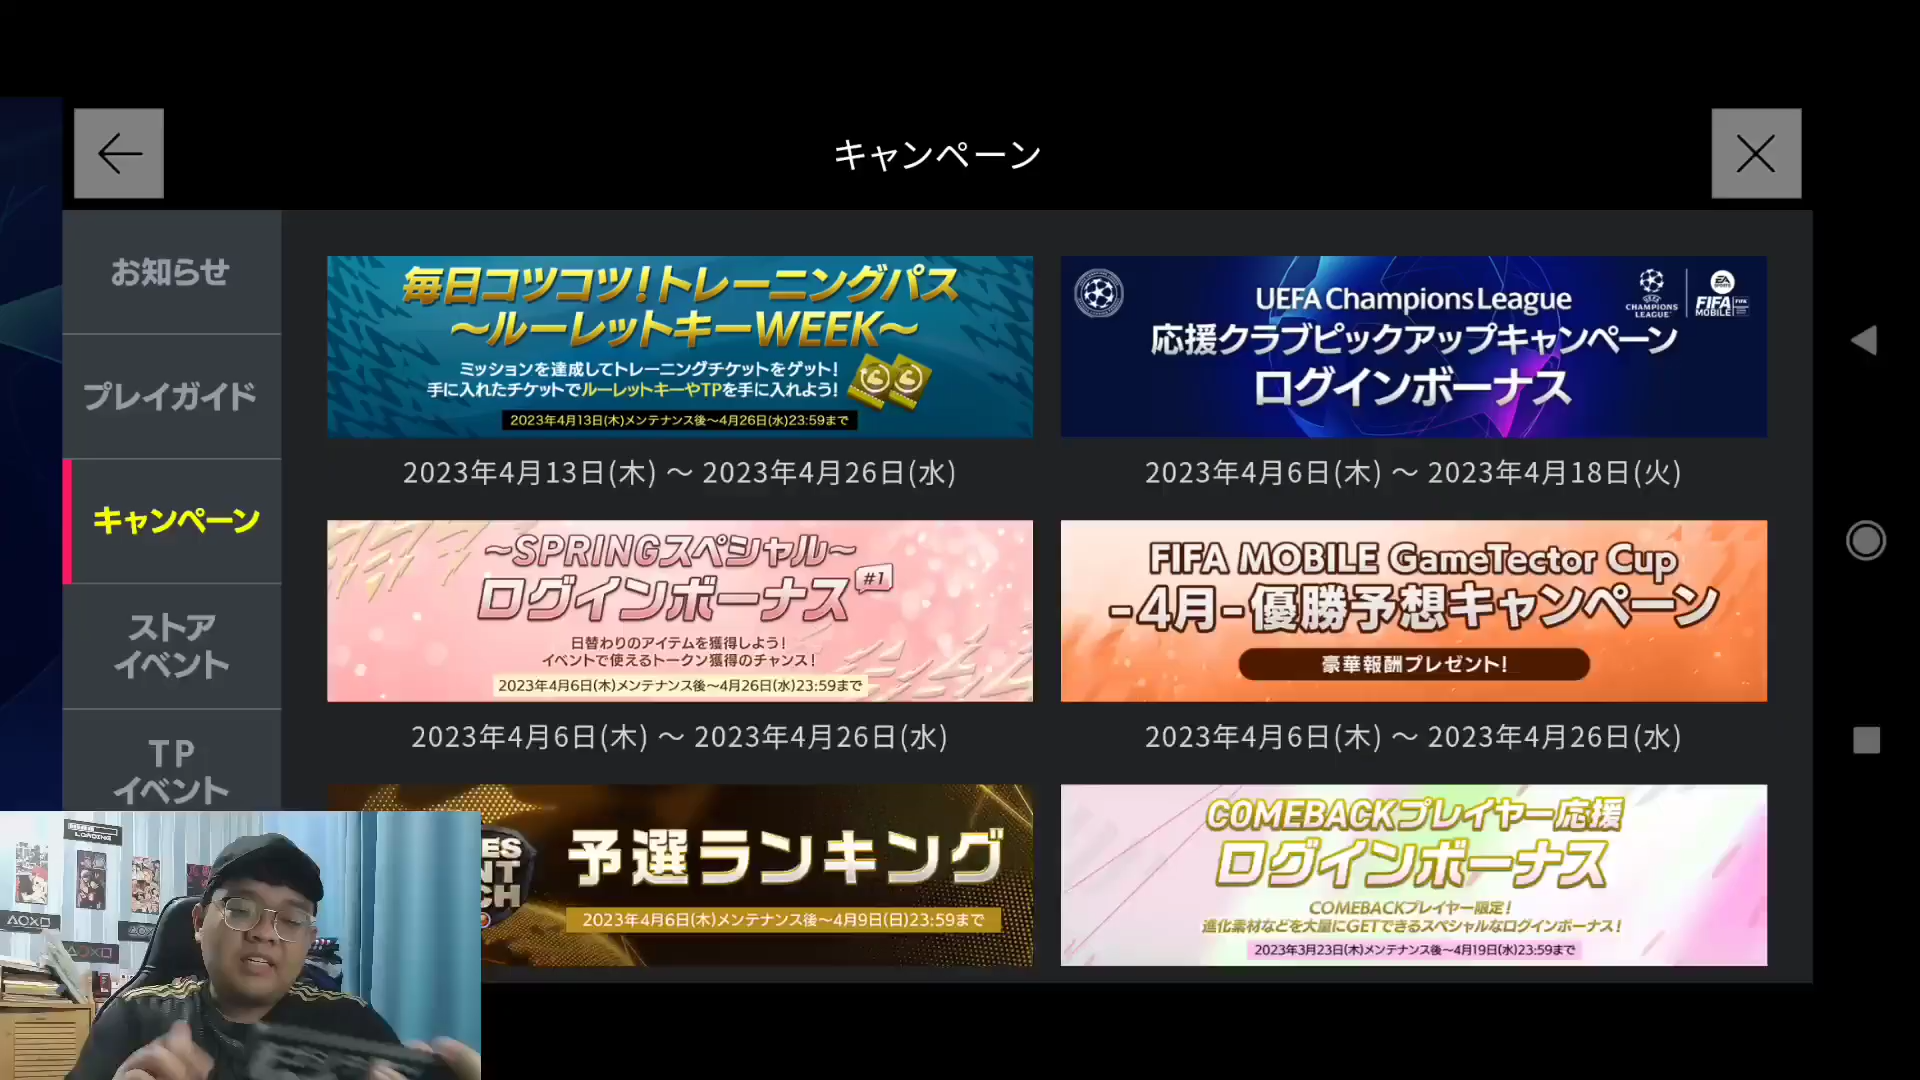 キャンペーン
お知らせ
プレイガイド
キャンペーン
ストア
イベント
TP
イベント
毎日コツコツ！トレーニングパス
～ルーレットキーWEEK～
ミッションを達成してトレーニングチケットをゲット！
手に入れたチケットでルーレットキーやTPを手に入れよう！
2023年4月13日(木)メンテナンス後～4月26日(水)23:59まで
2023年4月13日(木) ～ 2023年4月26日(水)
UEFA Champions League
応援クラブピックアップキャンペーン
ログインボーナス
CHAMPIONS
LEAGUE
EA
SPORTS
FIFA
MOBILE
2023年4月6日(木) ～ 2023年4月18日(火)
～SPRINGスペシャル～
ログインボーナス #1
日替わりのアイテムを獲得しよう！
イベントで使えるトークン獲得のチャンス！
2023年4月6日(木)メンテナンス後～4月26日(水)23:59まで
2023年4月6日(木) ～ 2023年4月26日(水)
FIFA MOBILE GameTector Cup
-4月-優勝予想キャンペーン
豪華報酬プレゼント！
2023年4月6日(木) ～ 2023年4月26日(水)
予選ランキング
2023年4月6日(木)メンテナンス後～4月9日(日)23:59まで
COMEBACKプレイヤー応援
ログインボーナス
COMEBACKプレイヤー限定！
進化素材などを大量にGETできるスペシャルなログインボーナス！
2023年3月23日(木)メンテナンス後～4月19日(水)23:59まで
LOADING